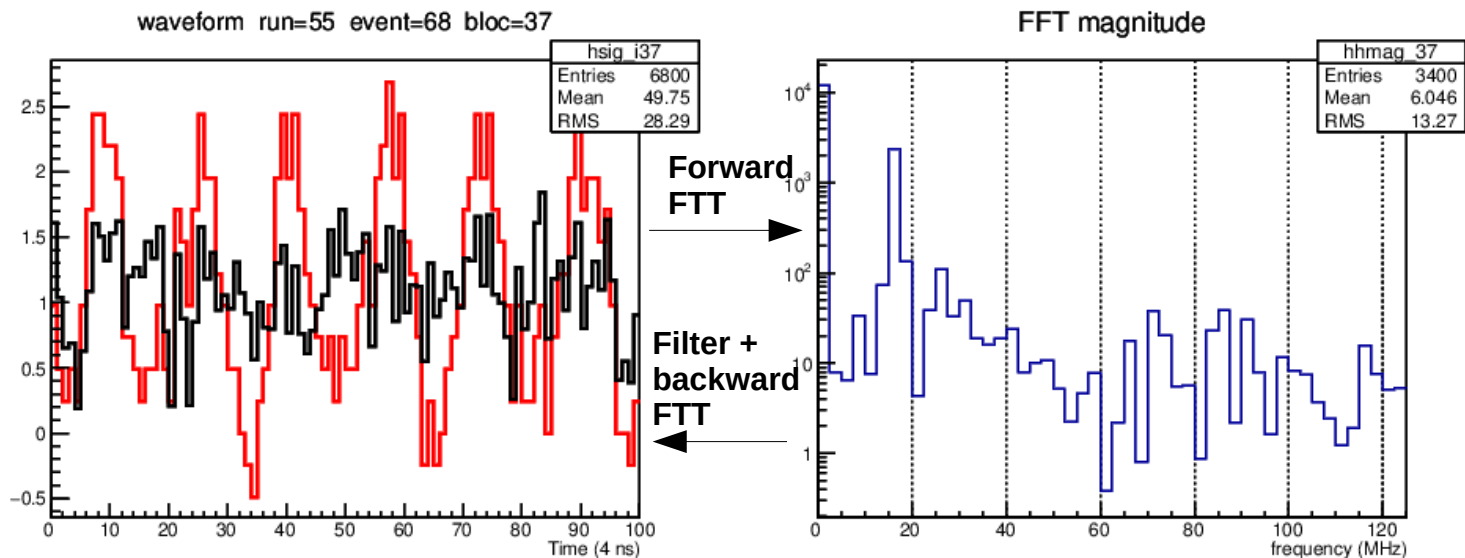 waveform run=55 event=68 bloc=37
hsig_i37
Entries 6800
Mean 49.75
RMS 28.29
2.5
2
1.5
1
0.5
0
−0.5
0 10 20 30 40 50 60 70 80 90 100
Time (4 ns)
Forward
FTT
Filter +
backward
FTT
FFT magnitude
hhmag_37
Entries 3400
Mean 6.046
RMS 13.27
10^4
10^3
10^2
10
1
0 20 40 60 80 100 120
frequency (MHz)